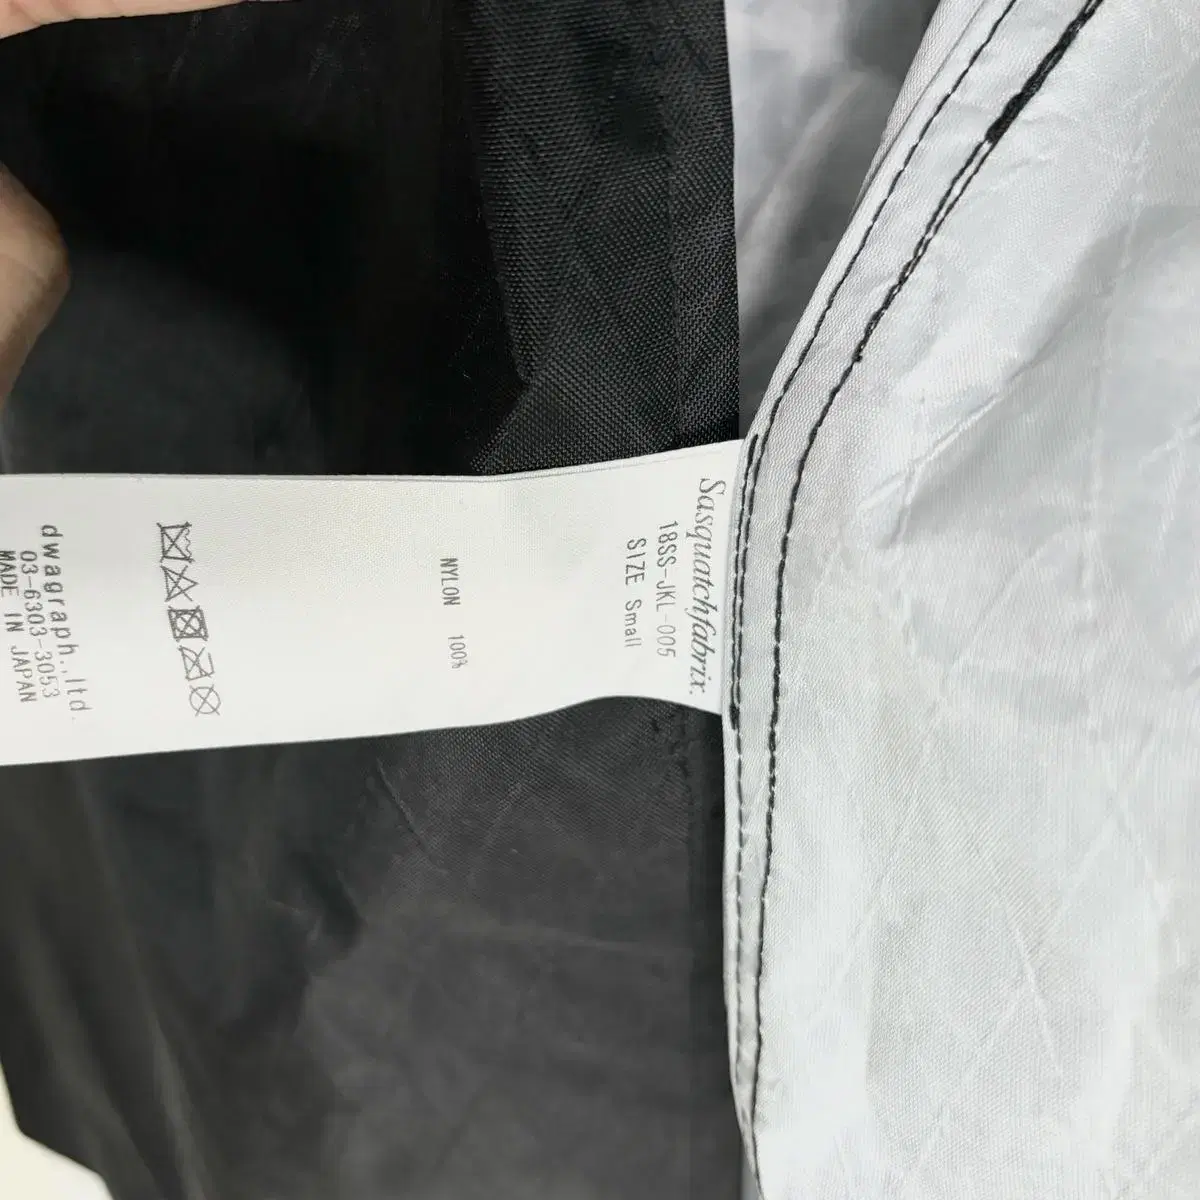 Sasquatchfabrix.
18SS-JKL-005
SIZE Small
NYLON 100%
dwagraph.,ltd.
03-6303-3053
MADE IN JAPAN